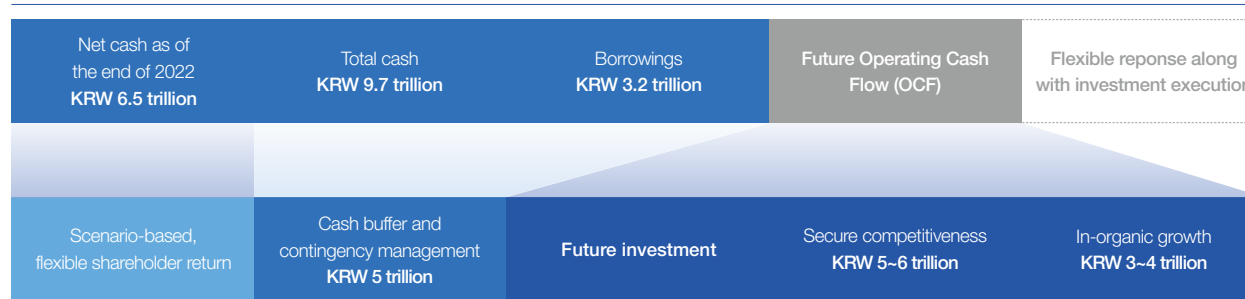 Net cash as of
the end of 2022
KRW 6.5 trillion
Total cash
KRW 9.7 trillion
Borrowings
KRW 3.2 trillion
Future Operating Cash
Flow (OCF)
Flexible reponse along
with investment execution
Scenario-based,
flexible shareholder return
Cash buffer and
contingency management
KRW 5 trillion
Future investment
Secure competitiveness
KRW 5~6 trillion
In-organic growth
KRW 3~4 trillion